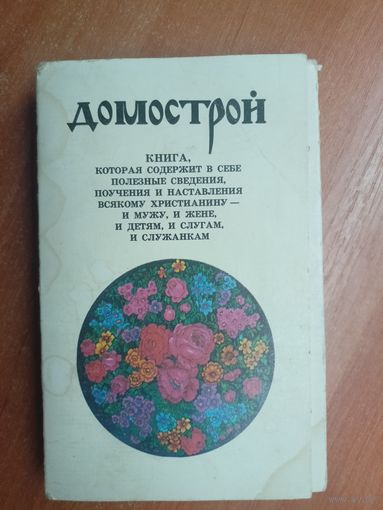 ДОМОСТРОЙ
КНИГА,
КОТОРАЯ СОДЕРЖИТ В СЕБЕ
ПОЛЕЗНЫЕ СВЕДЕНИЯ,
ПОУЧЕНИЯ И НАСТАВЛЕНИЯ
ВСЯКОМУ ХРИСТИАНИНУ —
И МУЖУ, И ЖЕНЕ,
И ДЕТЯМ, И СЛУГАМ,
И СЛУЖАНКАМ